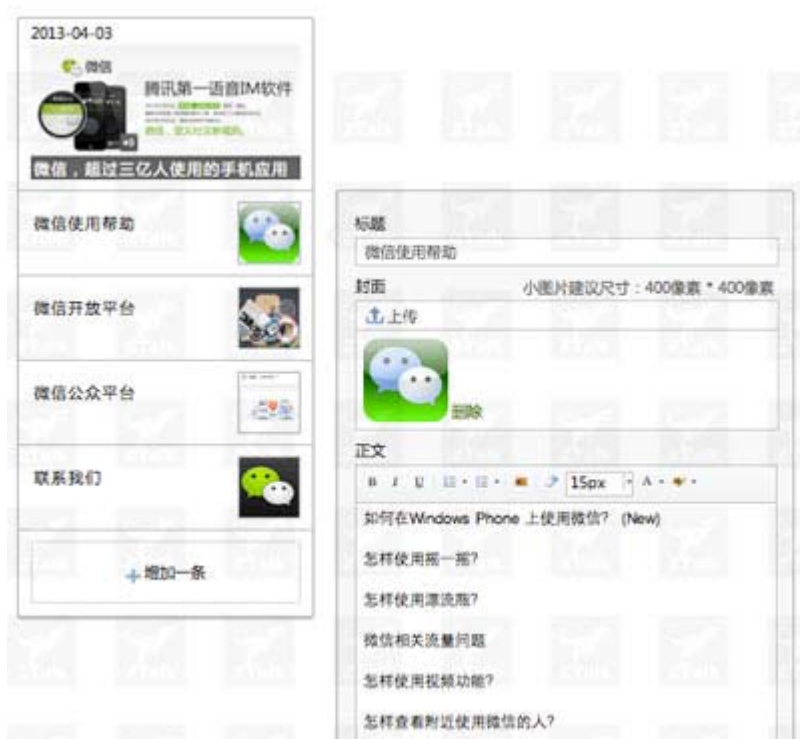 2013-04-03
微信
腾讯第一语音IM软件
微信，超过三亿人使用的手机应用
微信使用帮助
微信开放平台
微信公众平台
联系我们
增加一条
标题
微信使用帮助
封面
小图片建议尺寸：400像素 * 400像素
上传
删除
正文
B I U 15px A
如何在Windows Phone 上使用微信? (New)
怎样使用摇一摇?
怎样使用漂流瓶?
微信相关流量问题
怎样使用视频功能?
怎样查看附近使用微信的人?